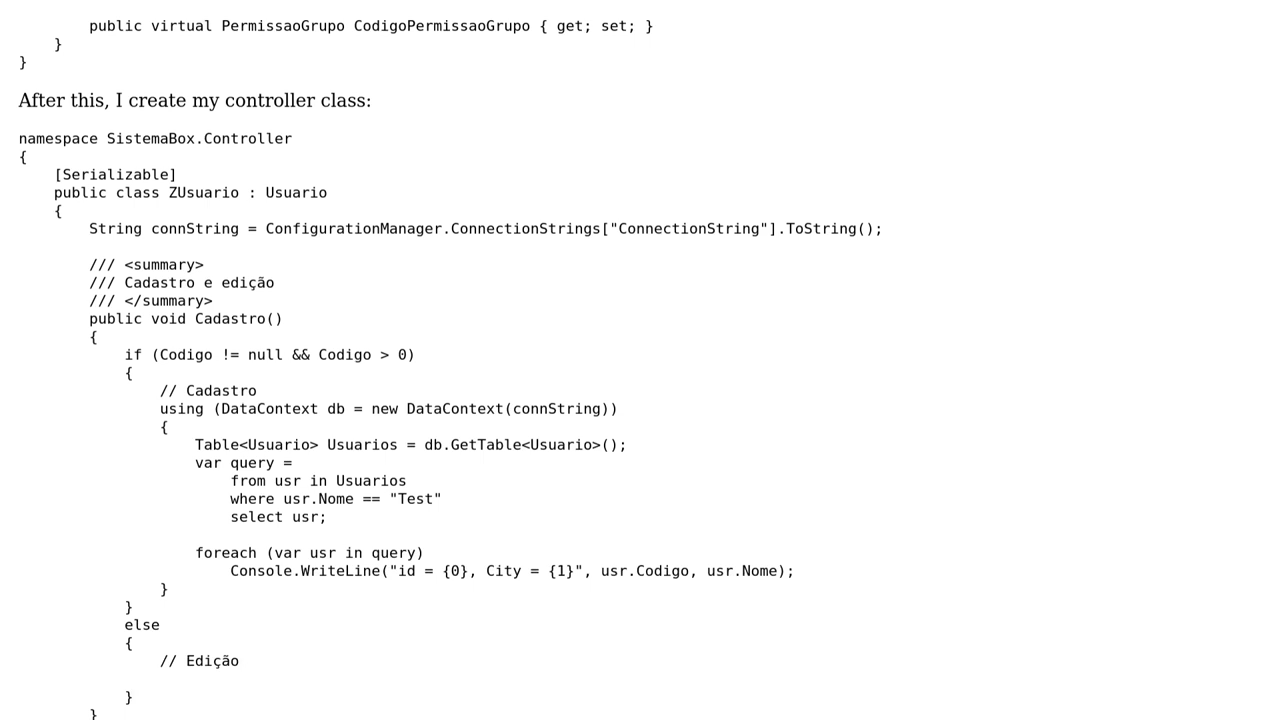 public virtual PermissaoGrupo CodigoPermissaoGrupo { get; set; }
}
}
After this, I create my controller class:
namespace SistemaBox.Controller
{
[Serializable]
public class ZUsuario : Usuario
{
String connString = ConfigurationManager.ConnectionStrings["ConnectionString"].ToString();
/// <summary>
/// Cadastro e edição
/// </summary>
public void Cadastro()
{
if (Codigo != null && Codigo > 0)
{
// Cadastro
using (DataContext db = new DataContext(connString))
{
Table<Usuario> Usuarios = db.GetTable<Usuario>();
var query =
from usr in Usuarios
where usr.Nome == "Test"
select usr;
foreach (var usr in query)
Console.WriteLine("id = {0}, City = {1}", usr.Codigo, usr.Nome);
}
}
else
{
// Edição
}
}